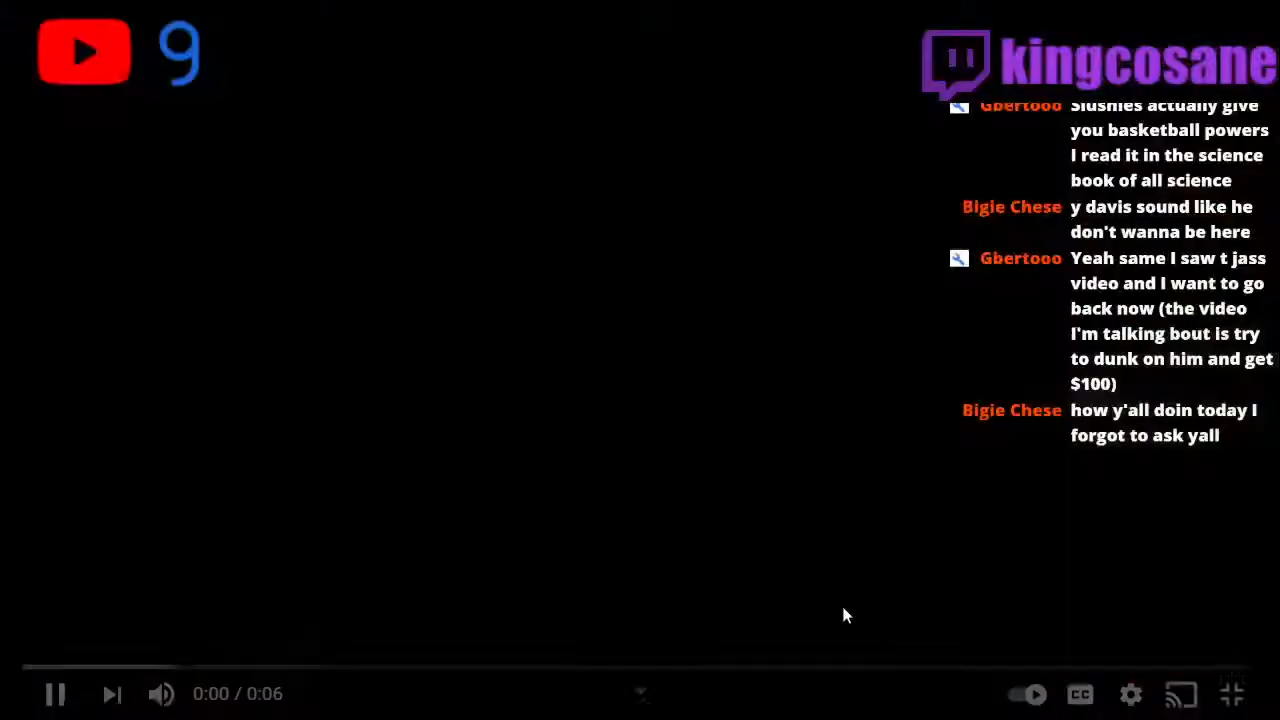 9
kingcosane
Gbertooo Slushies actually give
you basketball powers
I read it in the science
book of all science
Bigie Chese y davis sound like he
don't wanna be here
Gbertooo Yeah same I saw t jass
video and I want to go
back now (the video
I'm talking bout is try
to dunk on him and get
$100)
Bigie Chese how y'all doin today I
forgot to ask yall
0:00 / 0:06
CC